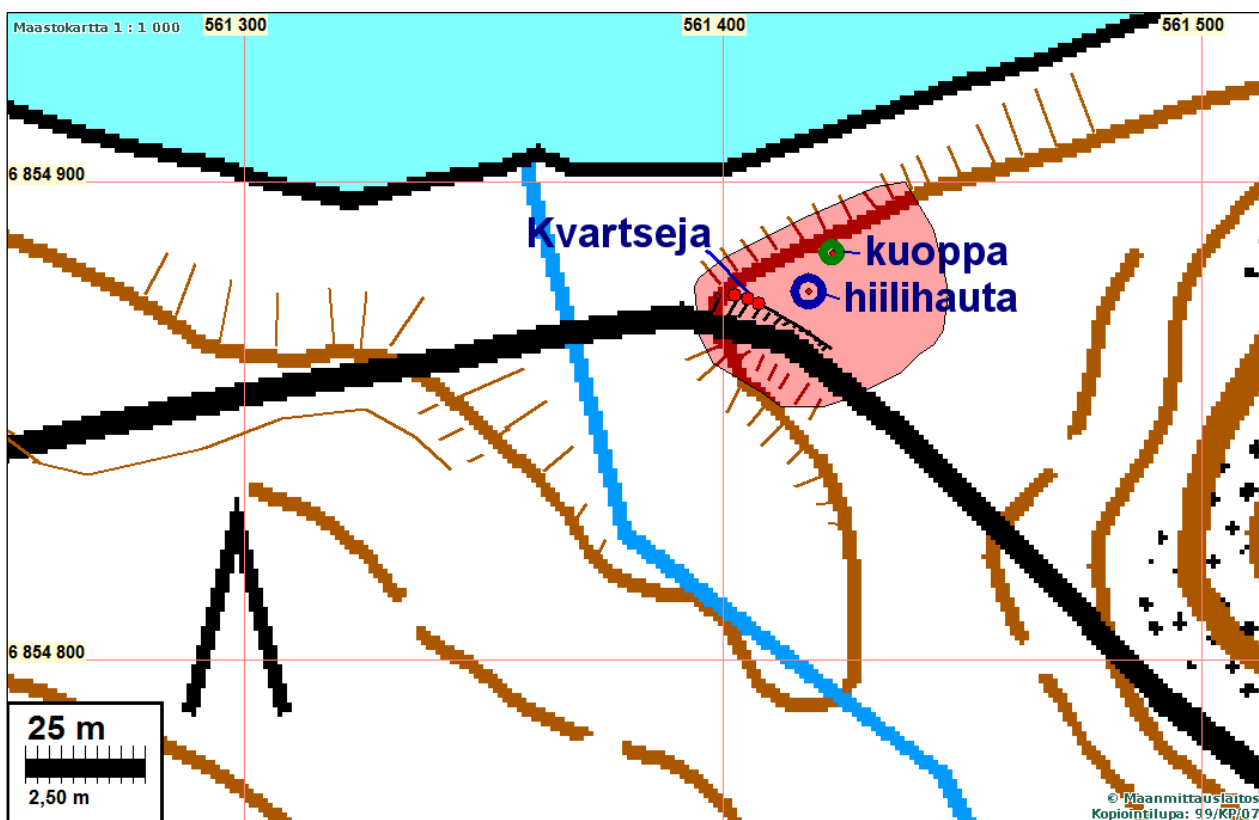 Maastokartta 1 : 1 000
561 300
561 400
561 500
6 854 900
Kvartseja
kuoppa
hiilihauta
6 854 800
25 m
2,50 m
© Maanmittauslaitos
Kopiointilupa: 99/KP/07